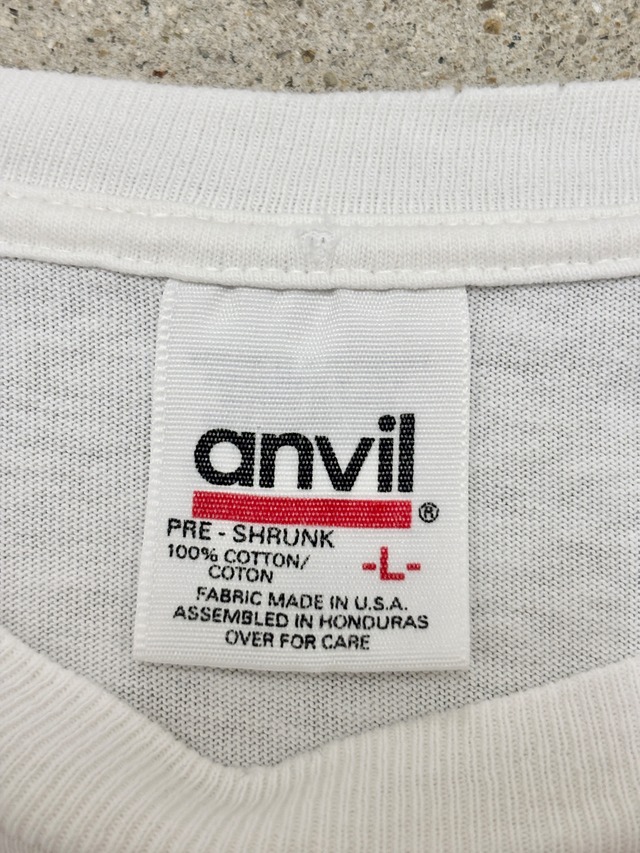 anvil®
PRE - SHRUNK
100% COTTON/
COTON
-L-
FABRIC MADE IN U.S.A.
ASSEMBLED IN HONDURAS
OVER FOR CARE